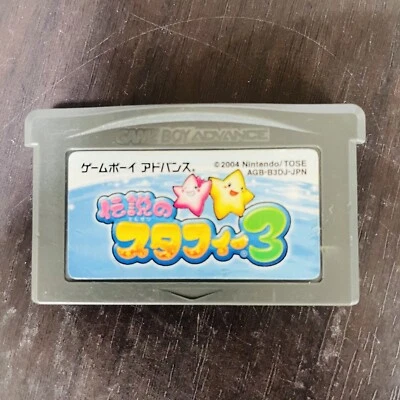 GAME BOY ADVANCE
ゲームボーイ アドバンス®
©2004 Nintendo/TOSE
AGB-B3DJ-JPN
伝説の
スタフィー3